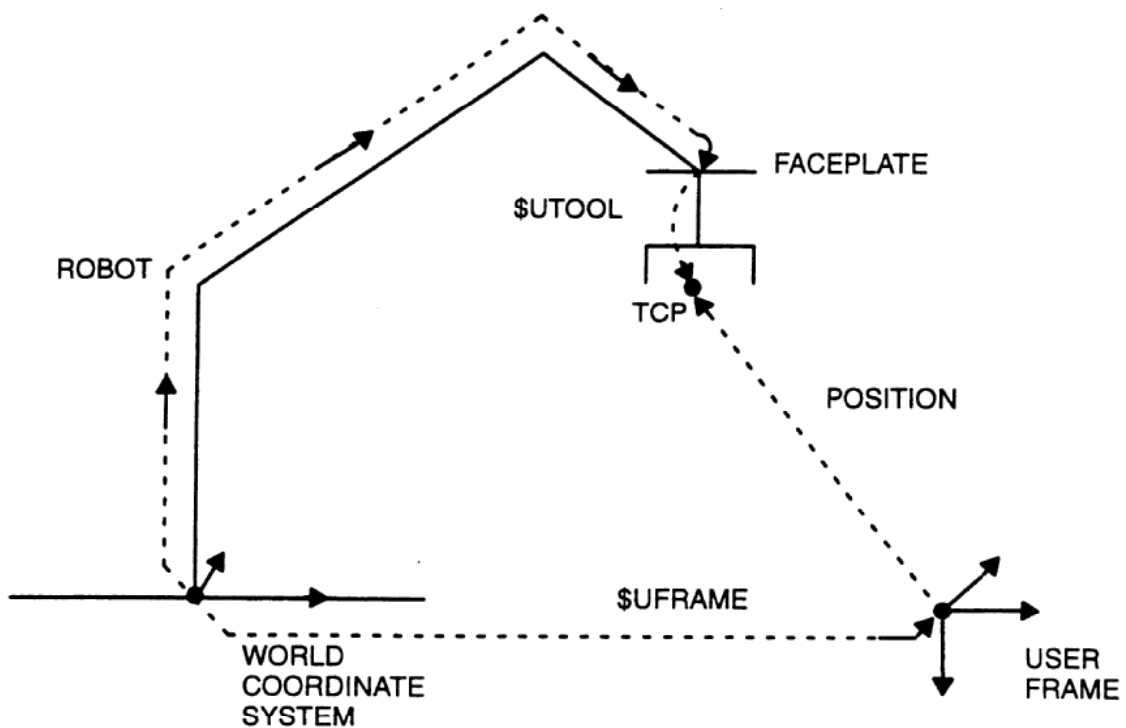 FACEPLATE
$UTOOL
ROBOT
TCP
POSITION
$UFRAME
WORLD
COORDINATE
SYSTEM
USER
FRAME